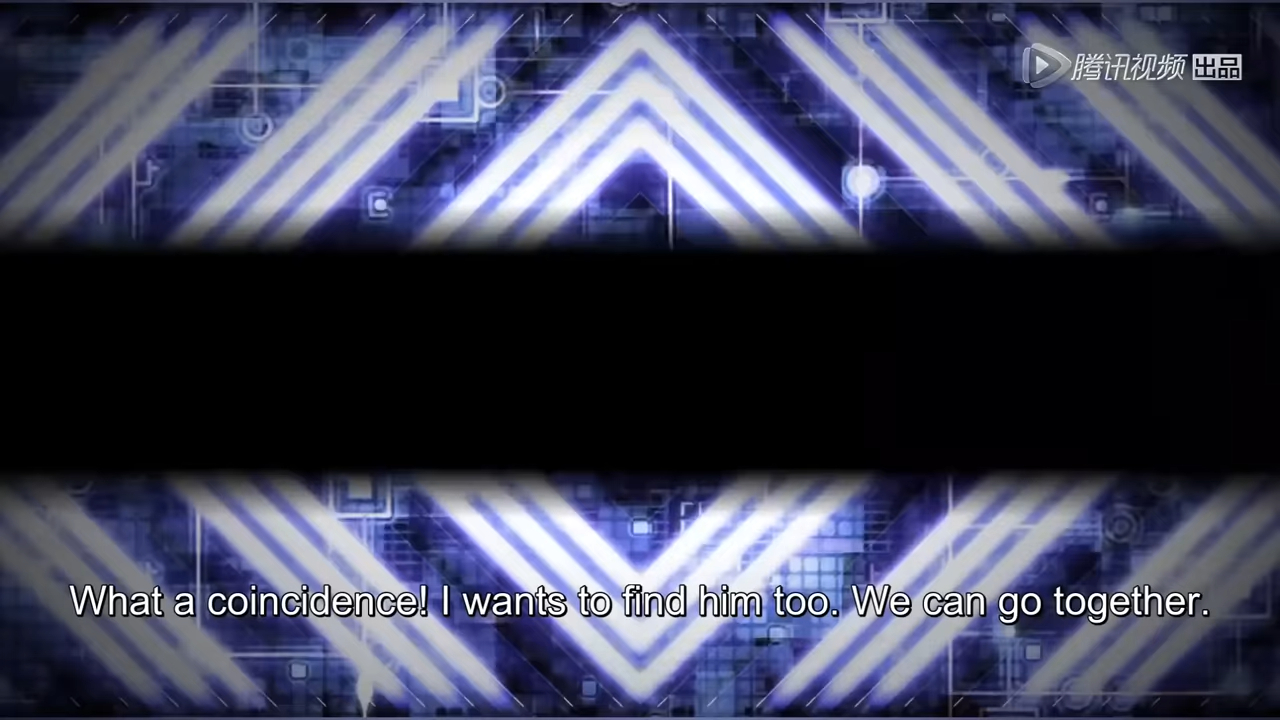 腾讯视频 出品
What a coincidence! I wants to find him too. We can go together.